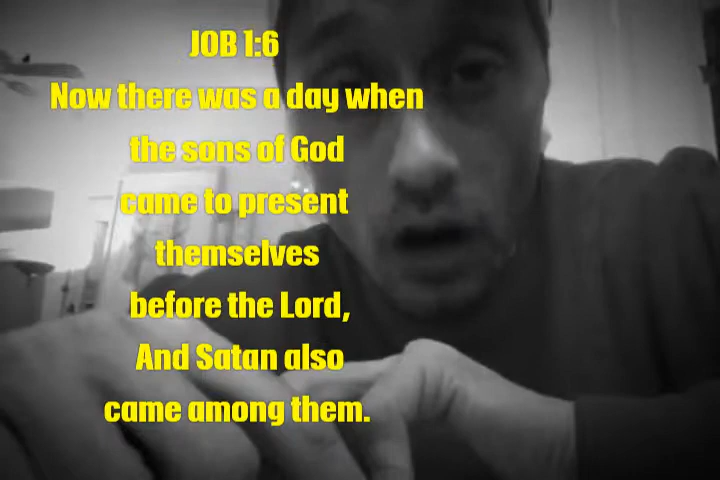 JOB 1:6
Now there was a day when
the sons of God
came to present
themselves
before the Lord,
And Satan also
came among them.